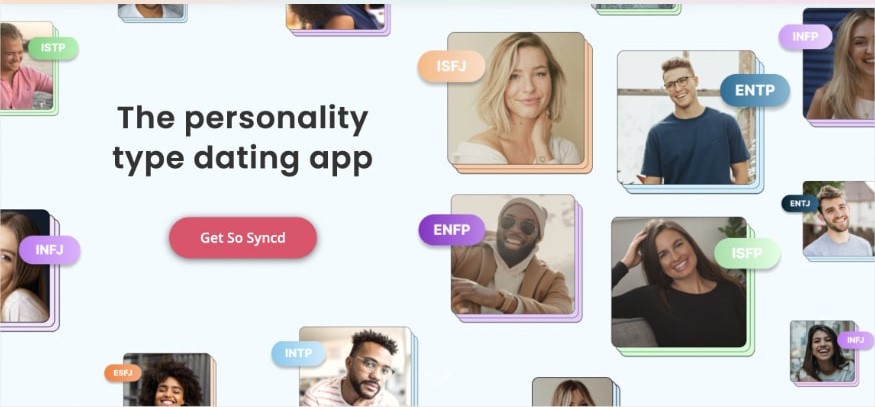 ISTP
INFP
ISFJ
ENTP
The personality
type dating app
ENTJ
Get So Syncd
ENFP
INFJ
ISFP
INFJ
INTP
ESFJ